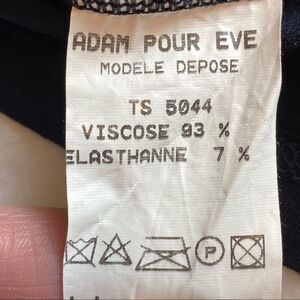 ADAM POUR EVE
MODELE DEPOSE
TS 5044
VISCOSE 93 %
ELASTHANNE 7 %
P